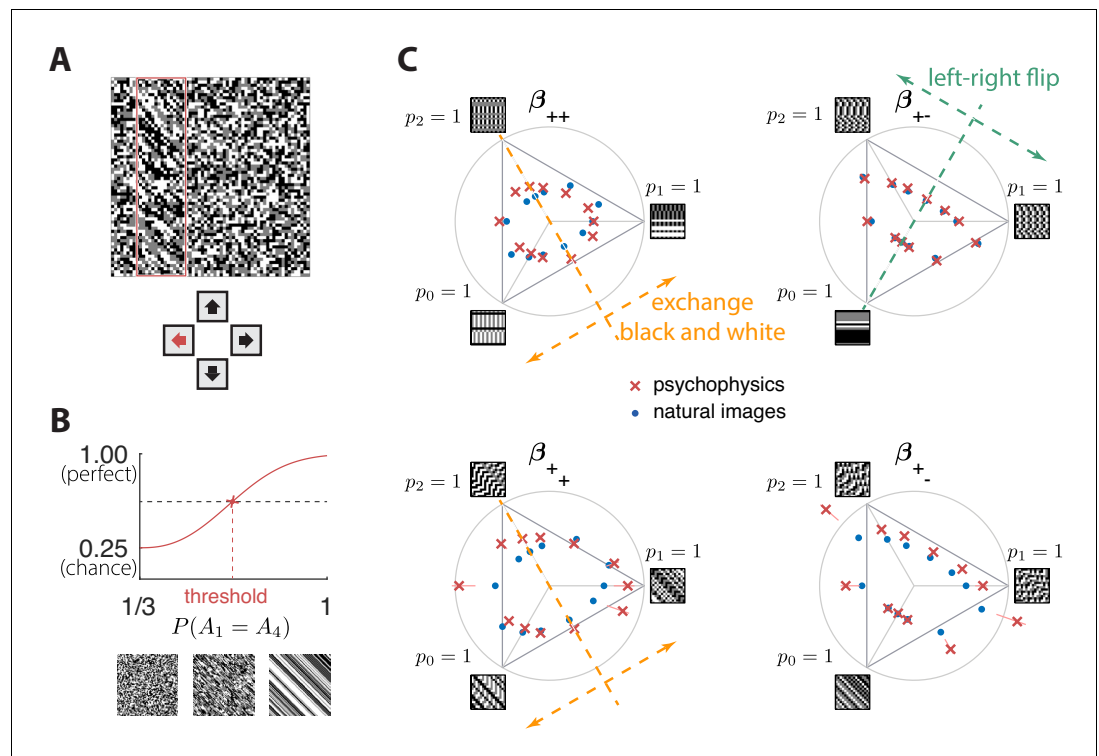 A
B
1.00
(perfect)
0.25
(chance)
threshold
1/3
1
P(A₁ = A₄)
C
left-right flip
p₂ = 1
β₊₊
p₁ = 1
p₀ = 1
exchange
black and white
p₂ = 1
β₊₋
p₁ = 1
p₀ = 1
psychophysics
natural images
p₂ = 1
β
+
+
p₁ = 1
p₀ = 1
p₂ = 1
β
+
-
p₁ = 1
p₀ = 1